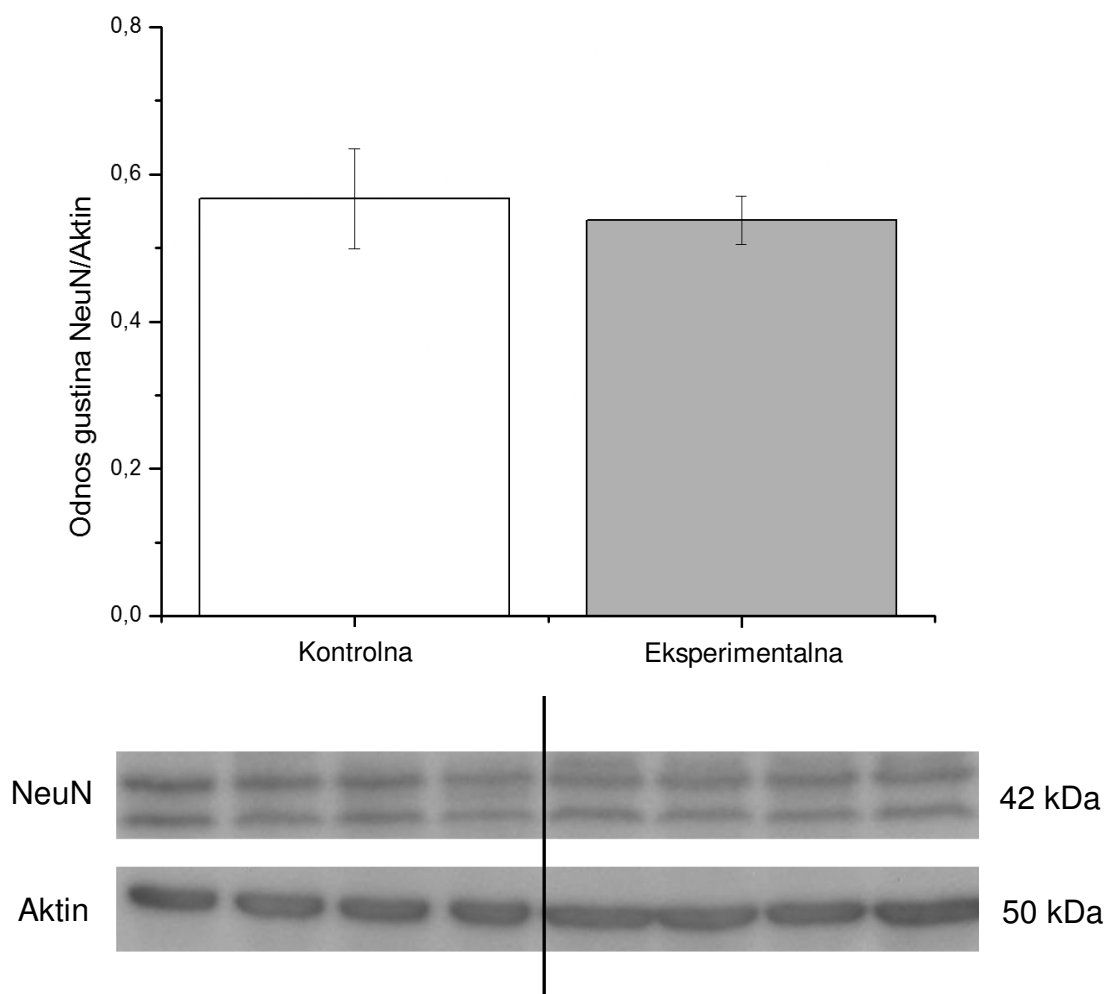 0,8
0,6
0,4
0,2
0,0
Odnos gustina NeuN/Aktin
Kontrolna
Eksperimentalna
NeuN
42 kDa
Aktin
50 kDa